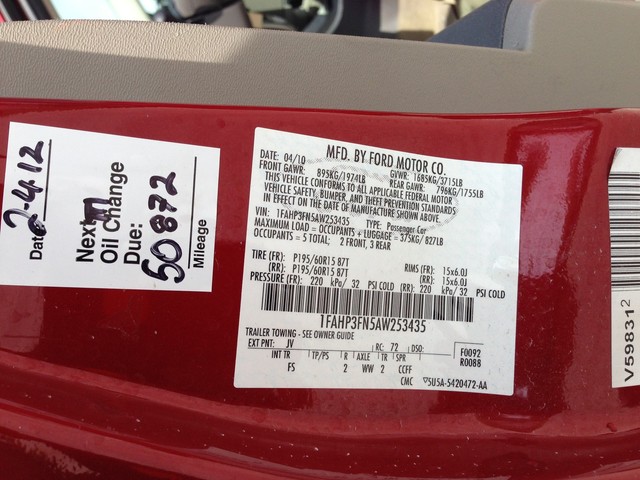 Date 2-4-12
Next
Oil Change
Due:
50872
Mileage
MFD. BY FORD MOTOR CO.
DATE: 04/10 GVWR: 1685KG/3715LB
FRONT GAWR: 895KG/1974LB REAR GAWR: 796KG/1755LB
THIS VEHICLE CONFORMS TO ALL APPLICABLE FEDERAL MOTOR
VEHICLE SAFETY, BUMPER, AND THEFT PREVENTION STANDARDS
IN EFFECT ON THE DATE OF MANUFACTURE SHOWN ABOVE.
VIN: 1FAHP3FN5AW253435 TYPE: Passenger Car
MAXIMUM LOAD = OCCUPANTS + LUGGAGE = 375KG/ 827LB
OCCUPANTS = 5 TOTAL; 2 FRONT, 3 REAR
TIRE (FR): P195/60R15 87T RIMS (FR): 15x6.0J
(RR): P195/60R15 87T (RR): 15x6.0J
PRESSURE (FR): 220 kPa/ 32 PSI COLD (RR): 220 kPa/ 32 PSI COLD
1FAHP3FN5AW253435
TRAILER TOWING - SEE OWNER GUIDE
EXT PNT: JV RC: 72 DSO: F0092
INT TR TP/PS R AXLE TR SPR R0088
FS 2 WW 2 CCFF
CMC 5U5A-5420472-AA
V598312